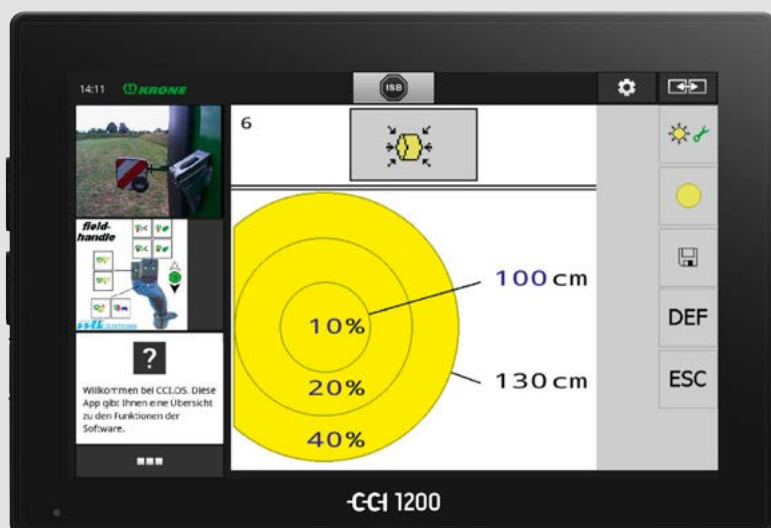 14:11 KRONE
ISB
6
field-
handle
?
Willkommen bei CCI.OS. Diese
App gibt Ihnen eine Übersicht
zu den Funktionen der
Software.
10%
20%
40%
100 cm
130 cm
DEF
ESC
CCI 1200